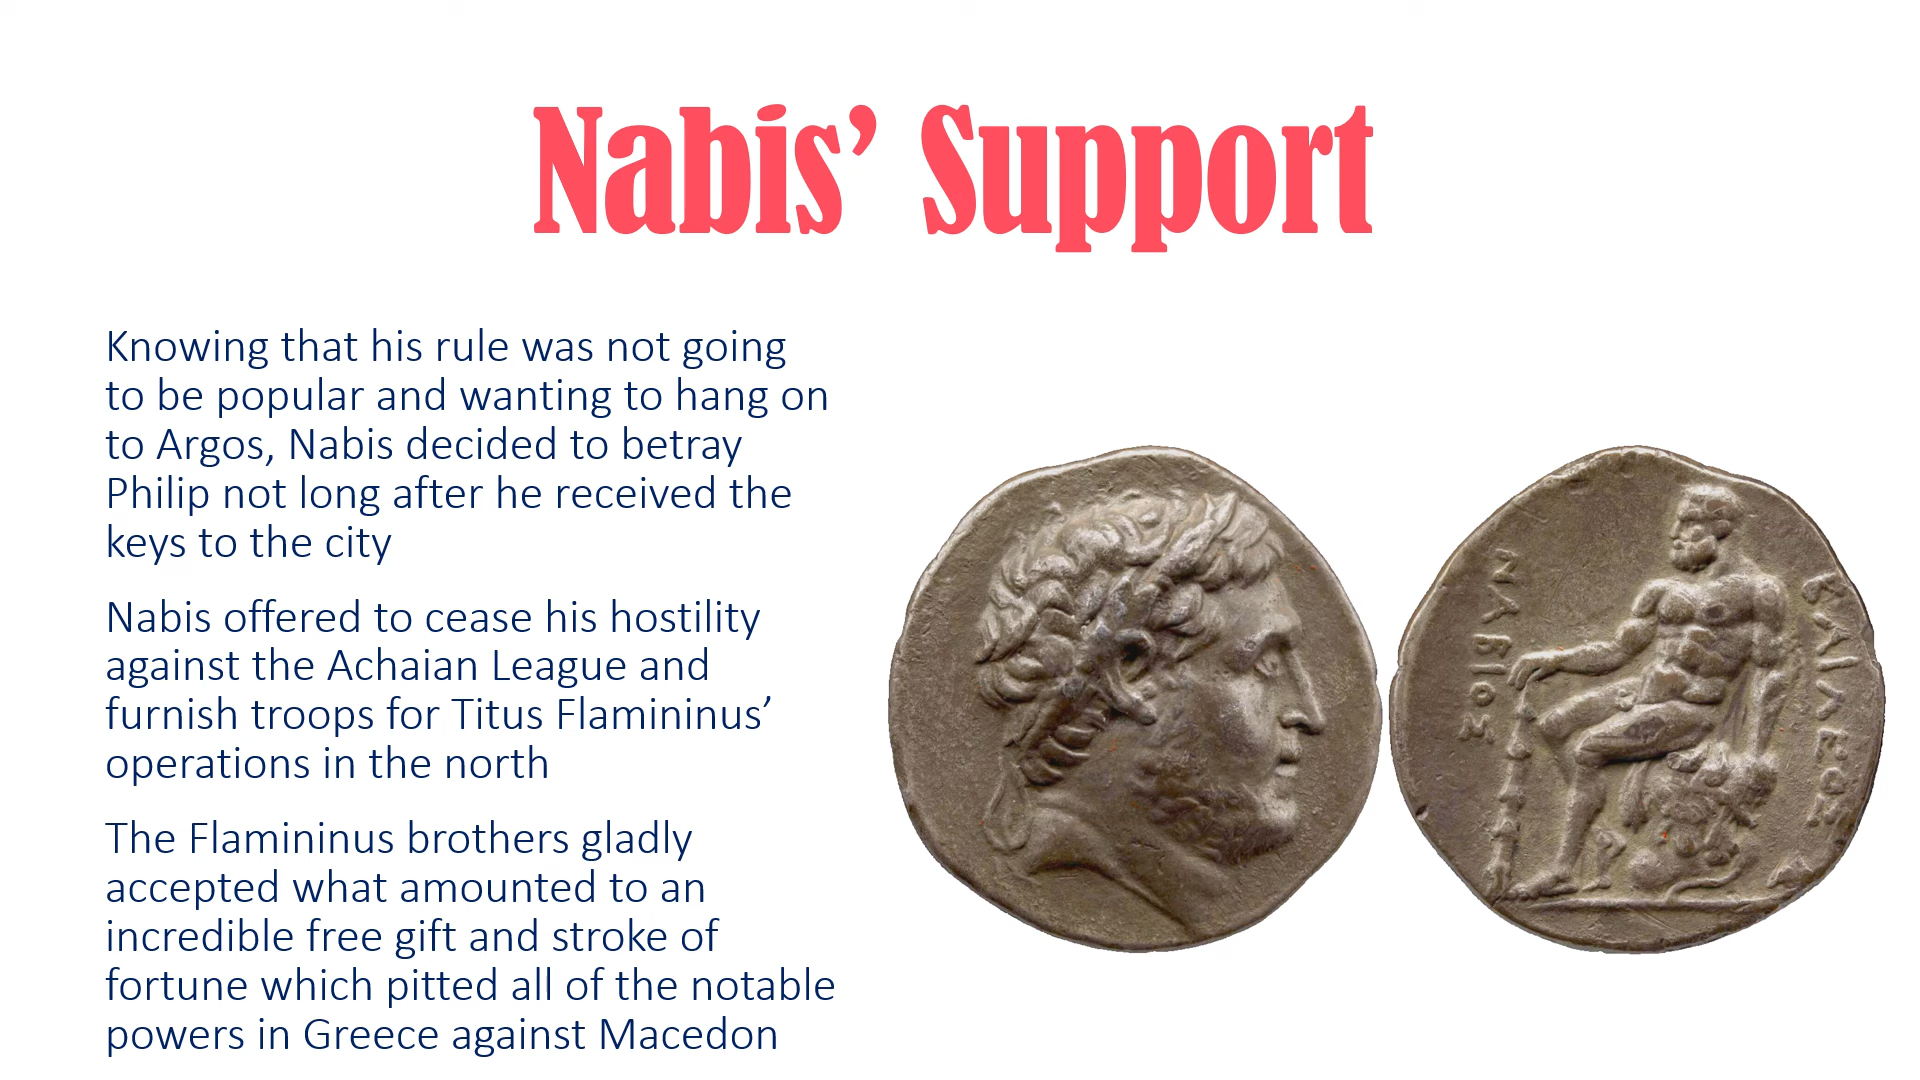 Nabis’ Support
Knowing that his rule was not going
to be popular and wanting to hang on
to Argos, Nabis decided to betray
Philip not long after he received the
keys to the city
Nabis offered to cease his hostility
against the Achaian League and
furnish troops for Titus Flamininus’
operations in the north
The Flamininus brothers gladly
accepted what amounted to an
incredible free gift and stroke of
fortune which pitted all of the notable
powers in Greece against Macedon
ΝΑΒΙΟΣ
ΒΑΙΛΕΟΣ